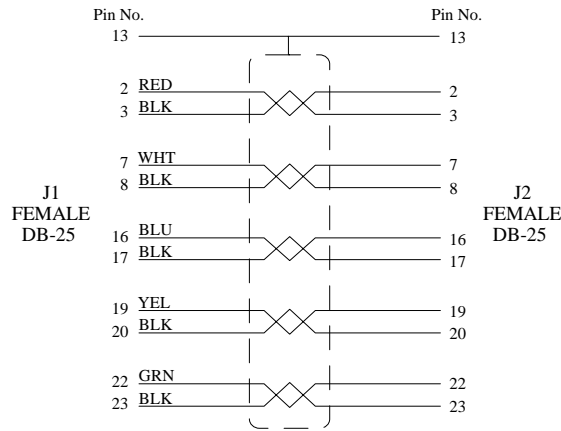 Pin No. Pin No.
13 13
2 RED 2
3 BLK 3
7 WHT 7
8 BLK 8
J1 J2
FEMALE FEMALE
DB-25 DB-25
16 BLU 16
17 BLK 17
19 YEL 19
20 BLK 20
22 GRN 22
23 BLK 23